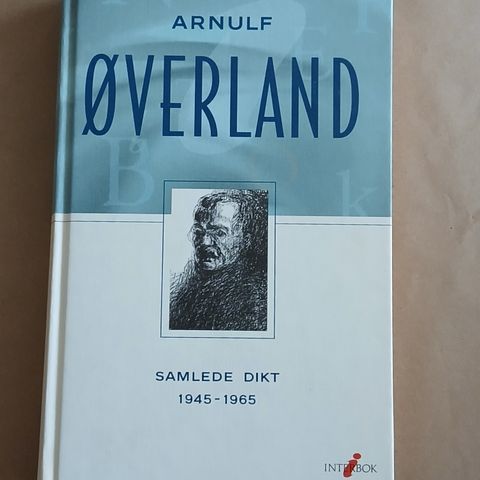 ARNULF
ØVERLAND
SAMLEDE DIKT
1945-1965
INTERBOK